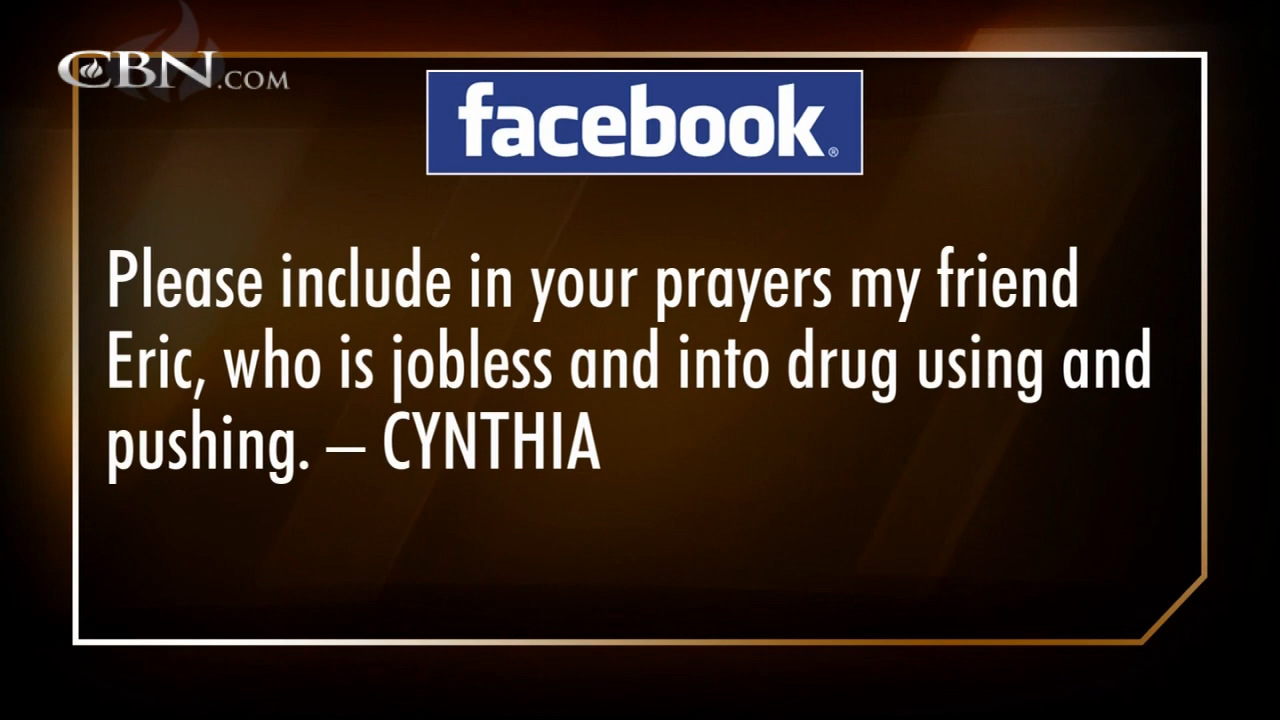 CBN.COM
facebook®
Please include in your prayers my friend
Eric, who is jobless and into drug using and
pushing. – CYNTHIA